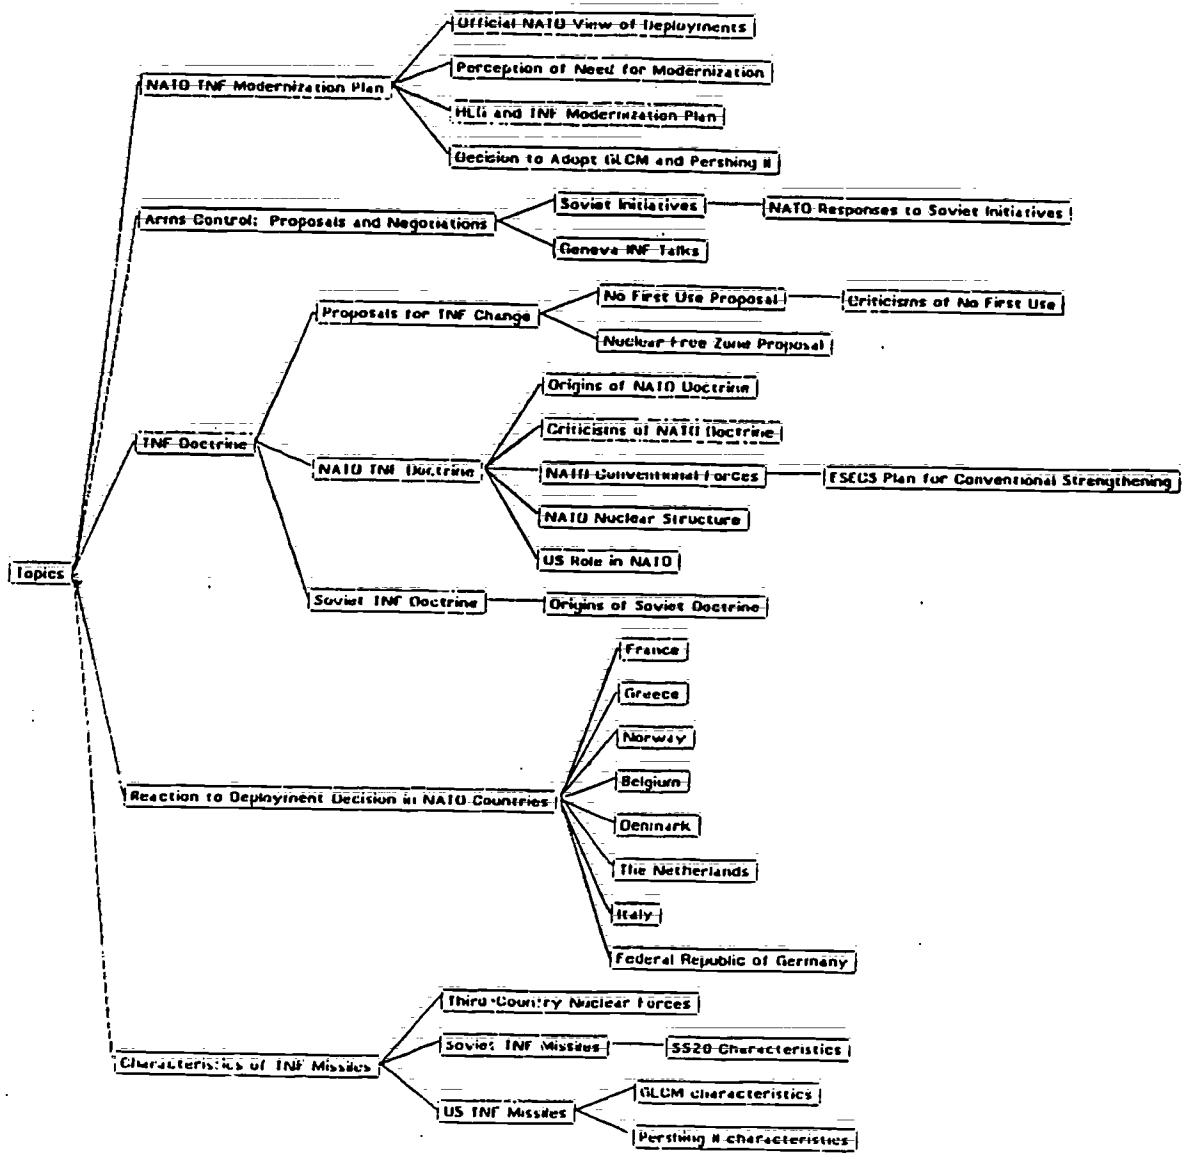 Official NATO View of Deployments
Perception of Need for Modernization
NATO TNF Modernization Plan
HLG and TNF Modernization Plan
Decision to Adopt GLCM and Pershing II
Soviet Initiatives
NATO Responses to Soviet Initiatives
Arms Control: Proposals and Negotiations
Geneva INF Talks
No First Use Proposal
Criticisms of No First Use
Proposals for TNF Change
Nuclear Free Zone Proposal
Origins of NATO Doctrine
Criticisms of NATO Doctrine
TNF Doctrine
NATO TNF Doctrine
NATO Conventional Forces
ESECS Plan for Conventional Strengthening
NATO Nuclear Structure
US Role in NATO
Topics
Soviet TNF Doctrine
Origins of Soviet Doctrine
France
Greece
Norway
Belgium
Reaction to Deployment Decision in NATO Countries
Denmark
The Netherlands
Italy
Federal Republic of Germany
Third Country Nuclear Forces
Soviet TNF Missiles
SS20 Characteristics
Characteristics of TNF Missiles
GLCM characteristics
US TNF Missiles
Pershing II characteristics